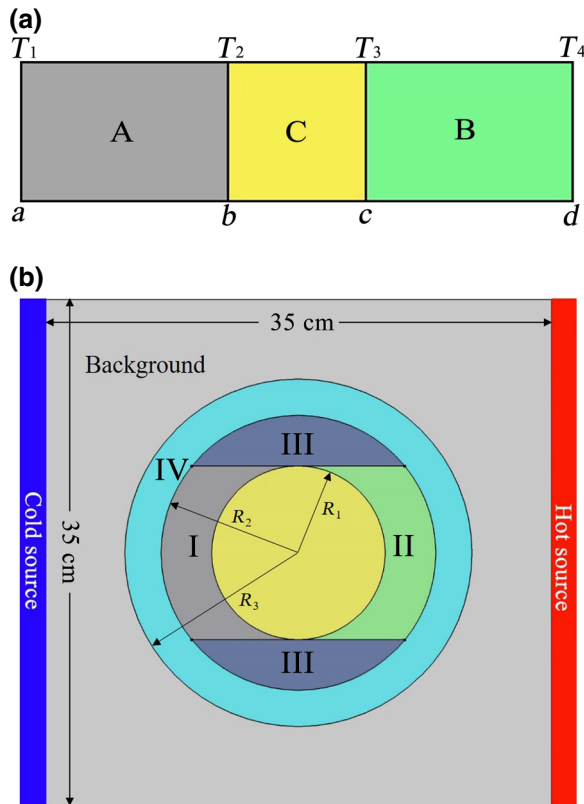 (a)
T1 T2 T3 T4
A C B
a b c d
(b)
35 cm
Background
III
IV
R1
R2
I II
R3
III
Cold source
35 cm
Hot source